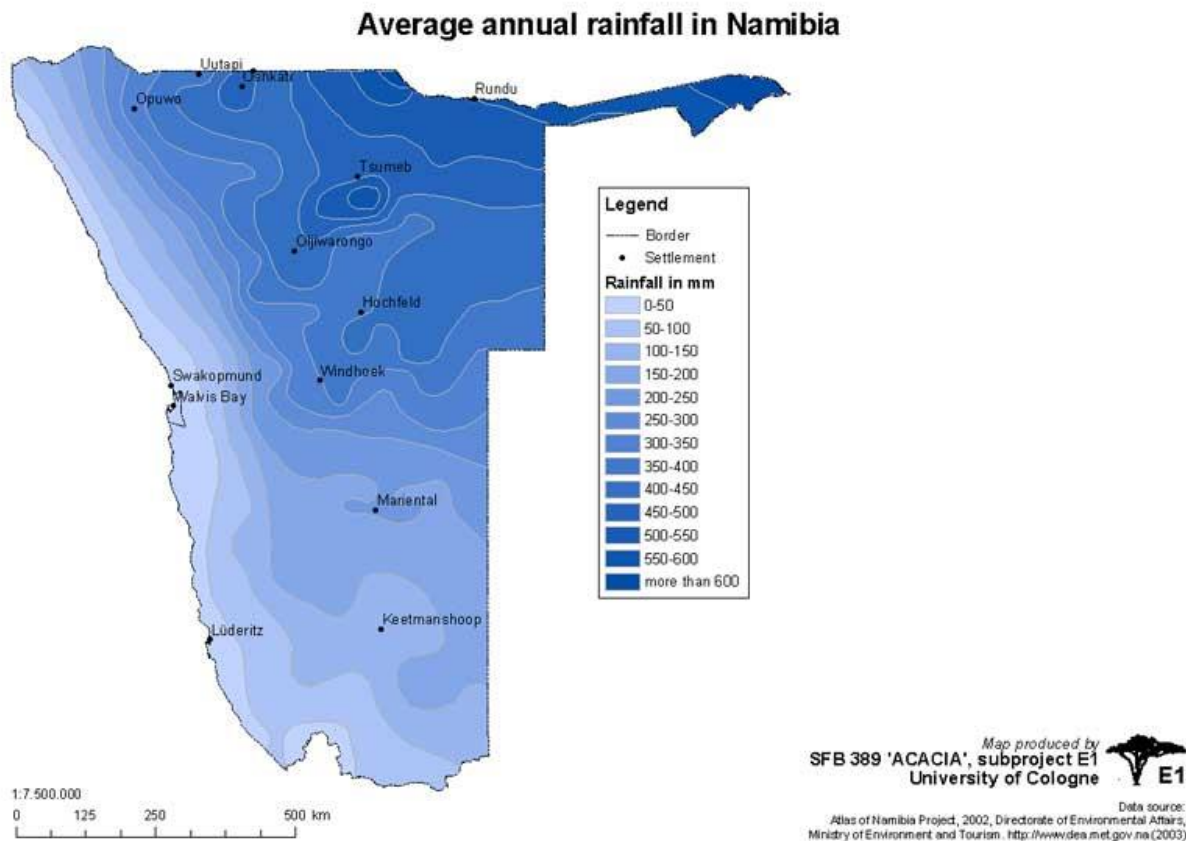 Average annual rainfall in Namibia
Uutapi
Opuwo
Rundu
Tsumeb
Otjiwarongo
Hochfeld
Windhoek
Swakopmund
Walvis Bay
Mariental
Keetmanshoop
Lüderitz
Legend
Border
Settlement
Rainfall in mm
0-50
50-100
100-150
150-200
200-250
250-300
300-350
350-400
400-450
450-500
500-550
550-600
more than 600
1:7.500.000
0 125 250 500 km
Map produced by
SFB 389 'ACACIA', subproject E1
University of Cologne
E1
Data source:
Atlas of Namibia Project, 2002, Directorate of Environmental Affairs,
Ministry of Environment and Tourism. http://www.dea.met.gov.na (2003)